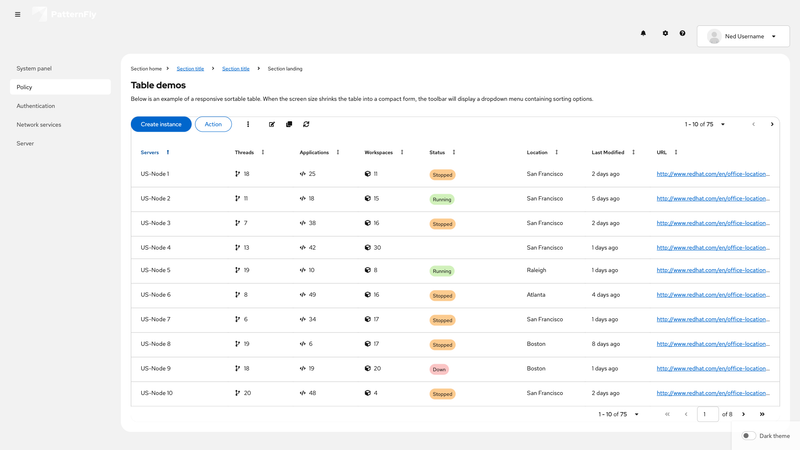 PatternFly
Ned Username
System panel
Policy
Authentication
Network services
Server
Section home Section title Section title Section landing
Table demos
Below is an example of a responsive sortable table. When the screen size shrinks the table into a compact form, the toolbar will display a dropdown menu containing sorting options.
Create instance Action 1 - 10 of 75
Servers Threads Applications Workspaces Status Location Last Modified URL
US-Node 1 18 25 11 Stopped San Francisco 2 days ago http://www.redhat.com/en/office-location...
US-Node 2 11 18 15 Running San Francisco 5 days ago http://www.redhat.com/en/office-location...
US-Node 3 7 38 16 Stopped San Francisco 2 days ago http://www.redhat.com/en/office-location...
US-Node 4 13 42 30 San Francisco 1 days ago http://www.redhat.com/en/office-location...
US-Node 5 19 10 8 Running Raleigh 1 days ago http://www.redhat.com/en/office-location...
US-Node 6 8 49 16 Stopped Atlanta 4 days ago http://www.redhat.com/en/office-location...
US-Node 7 6 34 17 Stopped San Francisco 1 days ago http://www.redhat.com/en/office-location...
US-Node 8 19 6 17 Stopped Boston 8 days ago http://www.redhat.com/en/office-location...
US-Node 9 18 19 20 Down Boston 1 days ago http://www.redhat.com/en/office-location...
US-Node 10 20 48 4 Stopped San Francisco 2 days ago http://www.redhat.com/en/office-location...
1 - 10 of 75 1 of 8
Dark theme